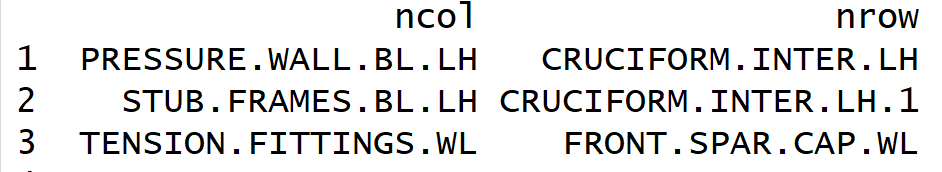 ncol nrow
1 PRESSURE.WALL.BL.LH CRUCIFORM.INTER.LH
2 STUB.FRAMES.BL.LH CRUCIFORM.INTER.LH.1
3 TENSION.FITTINGS.WL FRONT.SPAR.CAP.WL